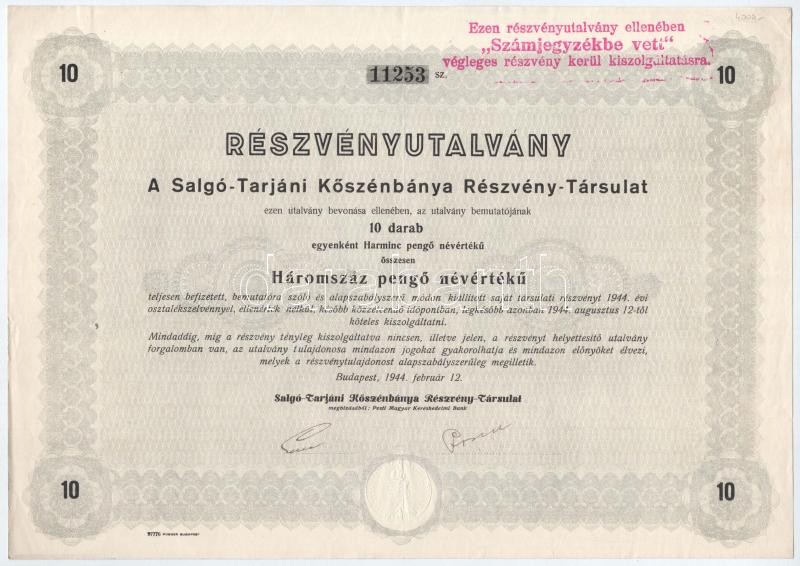 4000,-
Ezen részvényutalvány ellenében
„Számjegyzékbe vett"
végleges részvény kerül kiszolgáltatásra.
10 11253 sz. 10
RÉSZVÉNYUTALVÁNY
A Salgó-Tarjáni Kőszénbánya Részvény-Társulat
ezen utalvány bevonása ellenében, az utalvány bemutatójának
10 darab
egyenként Harminc pengő névértékű
összesen
Háromszáz pengő névértékű
teljesen befizetett, bemutatóra szóló és alapszabályszerű módon kiállított saját társulati részvényt 1944. évi
osztalékszelvénnyel, ellenérték nélkül, később közzéteendő időpontban, legkésőbb azonban 1944. augusztus 12-től
köteles kiszolgáltatni.
Mindaddig, míg a részvény tényleg kiszolgáltatva nincsen, illetve jelen, a részvényt helyettesítő utalvány
forgalomban van, az utalvány tulajdonosa mindazon jogokat gyakorolhatja és mindazon előnyöket élvezi,
melyek a részvénytulajdonost alapszabályszerűleg megilletik.
Budapest, 1944. február 12.
Salgó-Tarjáni Kőszénbánya Részvény-Társulat
megbízásából: Pesti Magyar Kereskedelmi Bank
10 10
97776 POSNER BUDAPEST